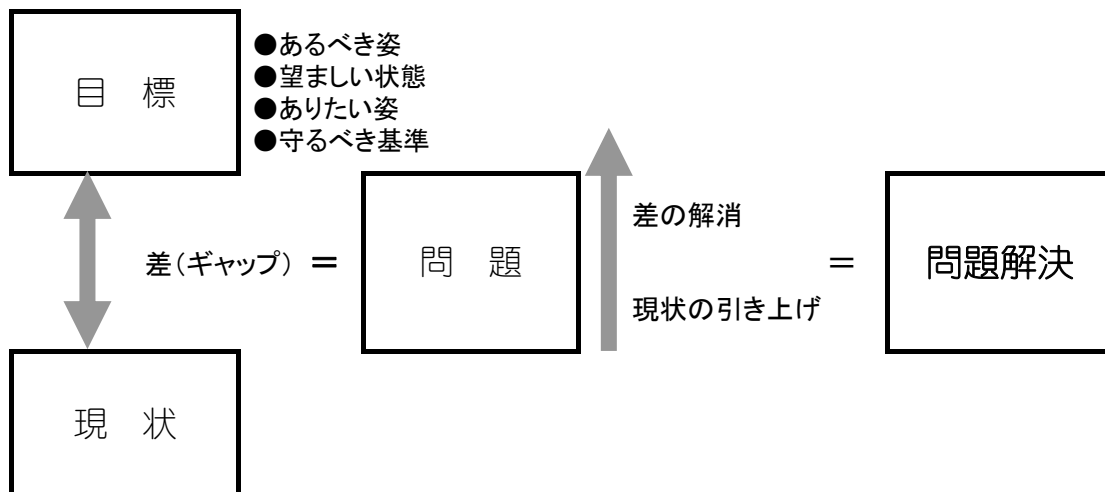 目　標
●あるべき姿
●望ましい状態
●ありたい姿
●守るべき基準
差(ギャップ) ＝
問　題
差の解消
現状の引き上げ
＝
問題解決
現　状